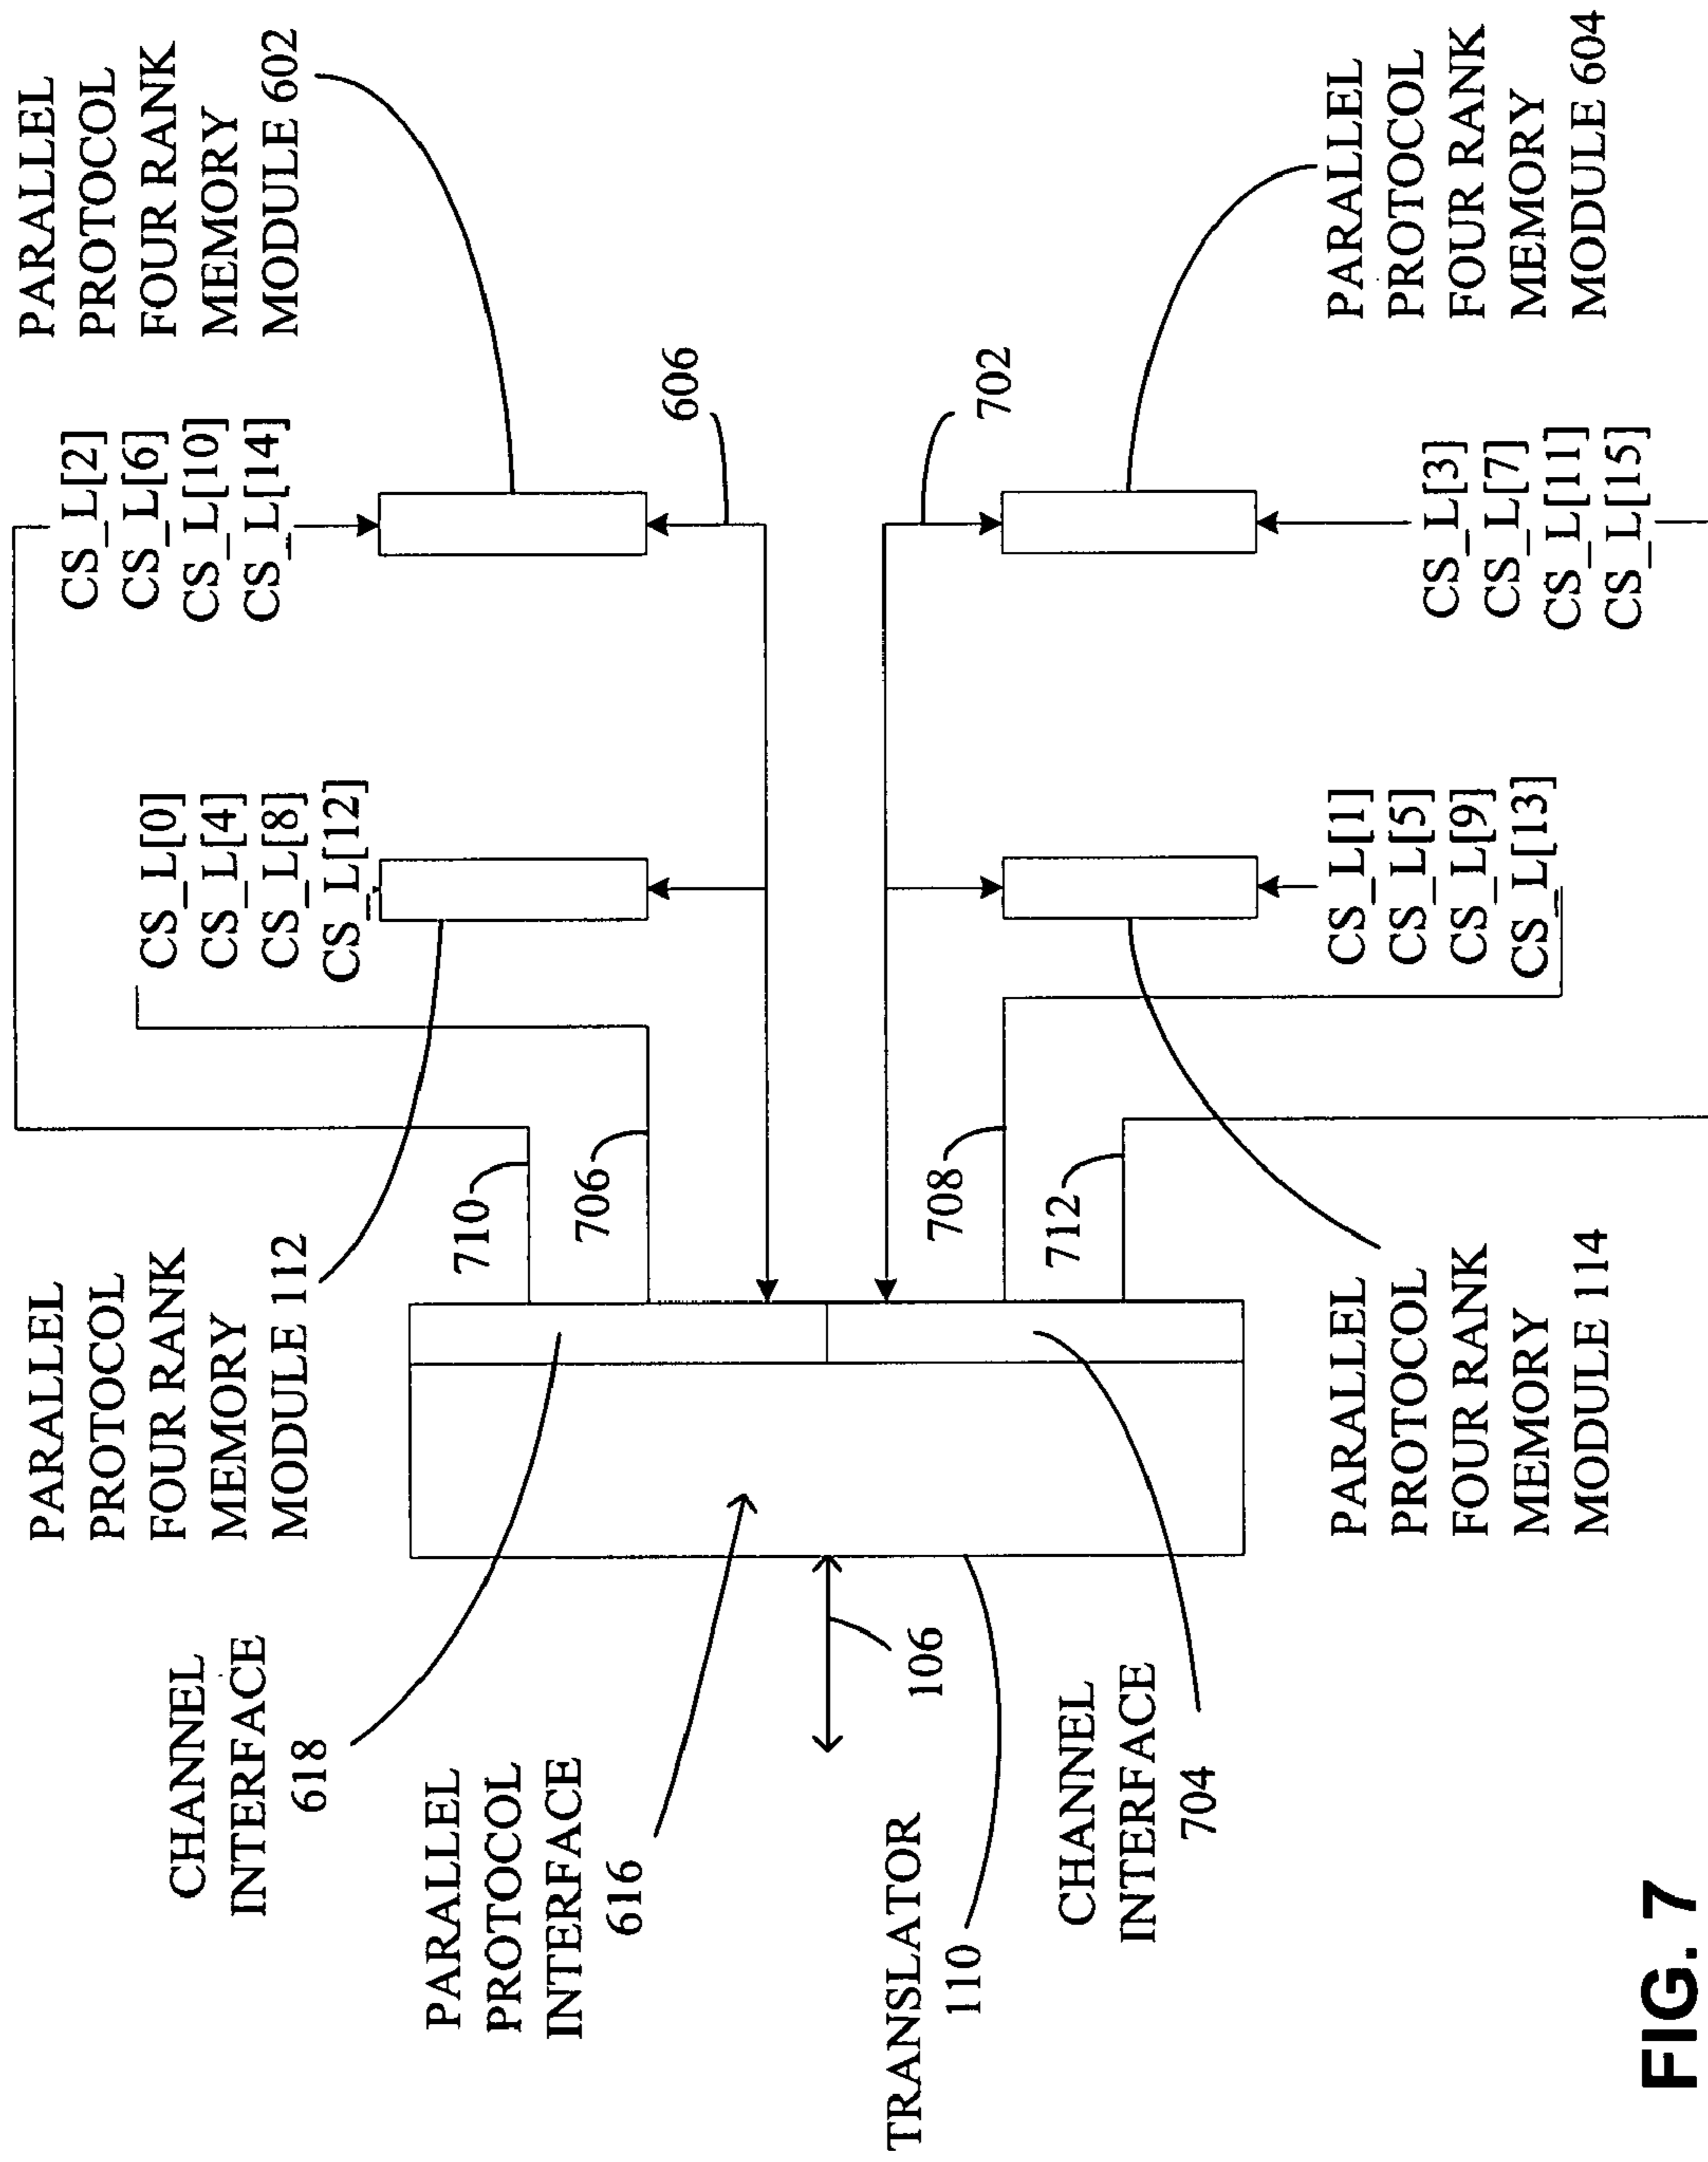 PARALLEL
PROTOCOL
FOUR RANK
MEMORY
MODULE 112
CS_L[0]
CS_L[4]
CS_L[8]
CS_L[12]
CS_L[2]
CS_L[6]
CS_L[10]
CS_L[14]
PARALLEL
PROTOCOL
FOUR RANK
MEMORY
MODULE 602
CHANNEL
INTERFACE
618
710
706
606
PARALLEL
PROTOCOL
INTERFACE
616
106
TRANSLATOR
110
708
712
702
CHANNEL
INTERFACE
704
PARALLEL
PROTOCOL
FOUR RANK
MEMORY
MODULE 114
CS_L[1]
CS_L[5]
CS_L[9]
CS_L[13]
CS_L[3]
CS_L[7]
CS_L[11]
CS_L[15]
PARALLEL
PROTOCOL
FOUR RANK
MEMORY
MODULE 604
FIG. 7